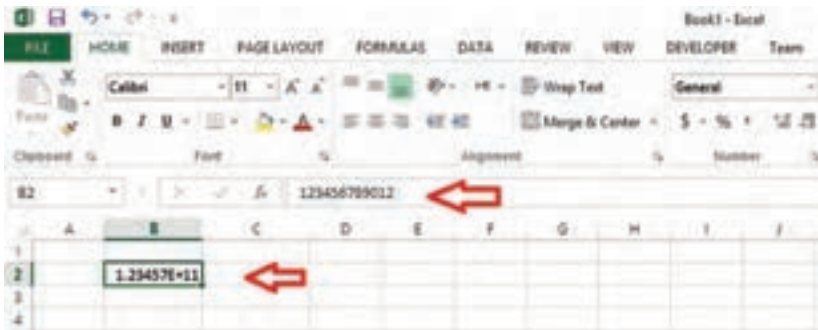 Book1 - Excel
FILE HOME INSERT PAGE LAYOUT FORMULAS DATA REVIEW VIEW DEVELOPER Team
Calibri 11 A A Wrap Text General
Paste B I U A Merge & Center $ %
Clipboard Font Alignment Number
B2 fx 123456789012
A B C D E F G H I J
1
2 1.23457E+11
3
4